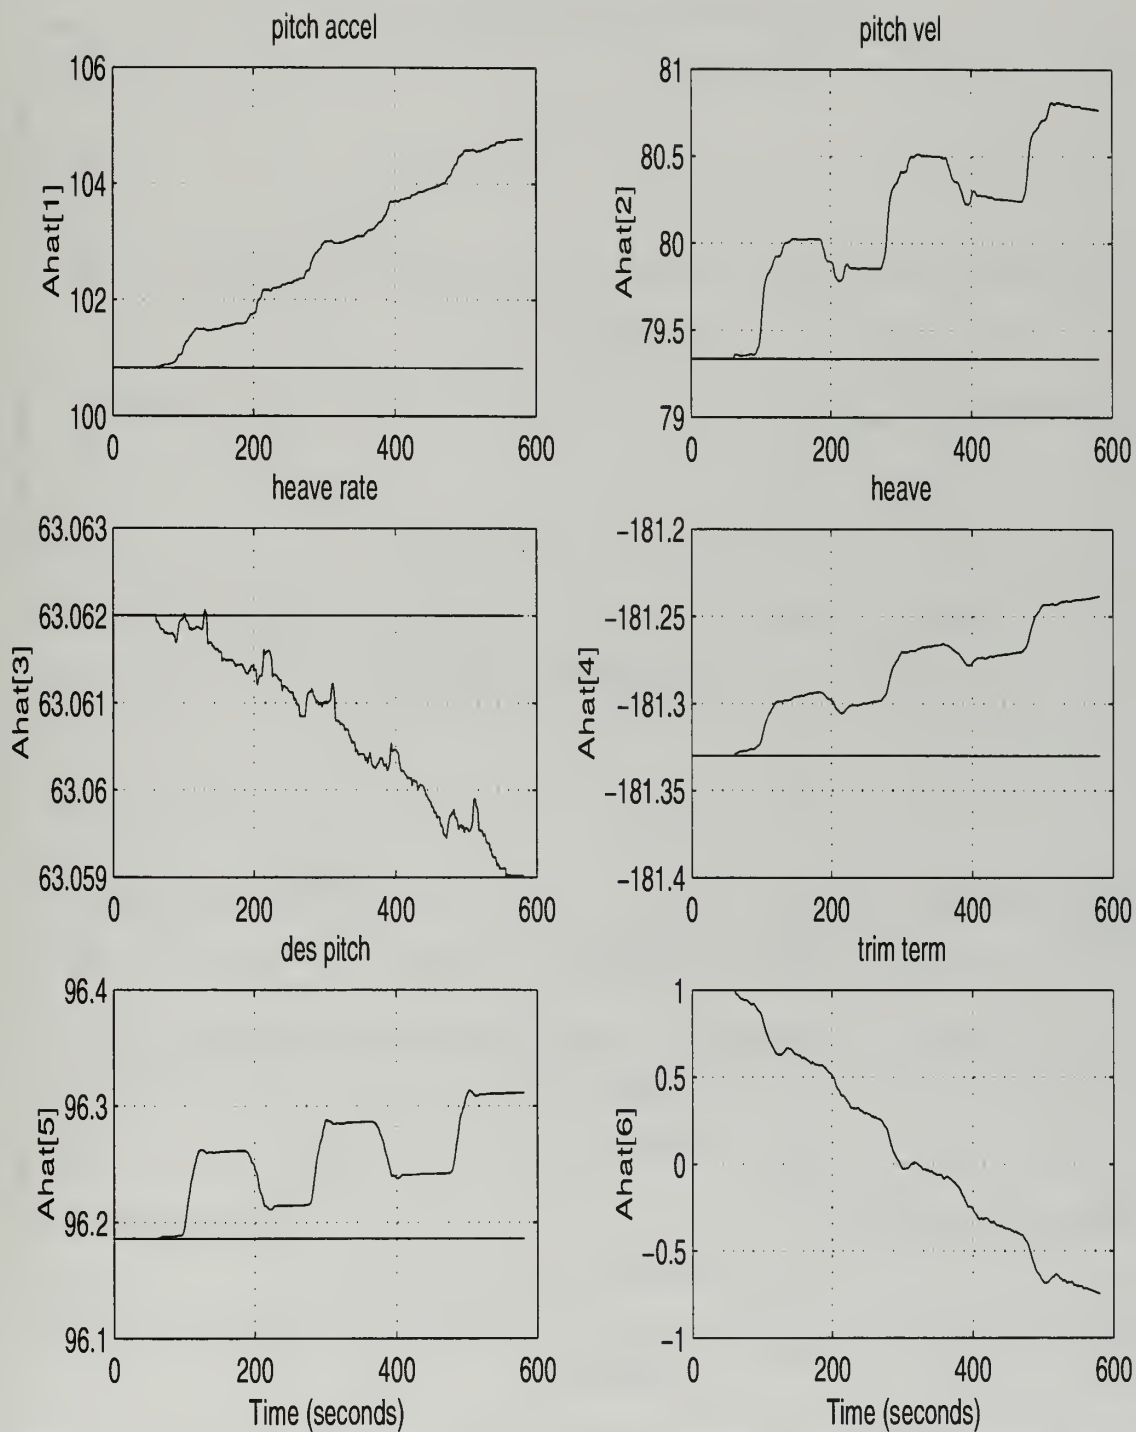 pitch accel
106
104
102
100
Ahat[1]
0 200 400 600
pitch vel
81
80.5
80
79.5
79
Ahat[2]
0 200 400 600
heave rate
63.063
63.062
63.061
63.06
63.059
Ahat[3]
0 200 400 600
heave
-181.2
-181.25
-181.3
-181.35
-181.4
Ahat[4]
0 200 400 600
des pitch
96.4
96.3
96.2
96.1
Ahat[5]
0 200 400 600
Time (seconds)
trim term
1
0.5
0
-0.5
-1
Ahat[6]
0 200 400 600
Time (seconds)